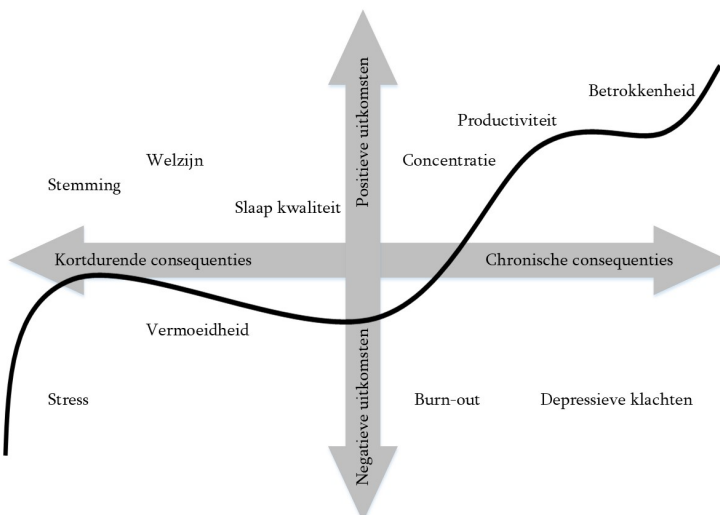 Positieve uitkomsten
Betrokkenheid
Productiviteit
Welzijn
Concentratie
Stemming
Slaap kwaliteit
Kortdurende consequenties
Chronische consequenties
Vermoeidheid
Negatieve uitkomsten
Stress
Burn-out
Depressieve klachten